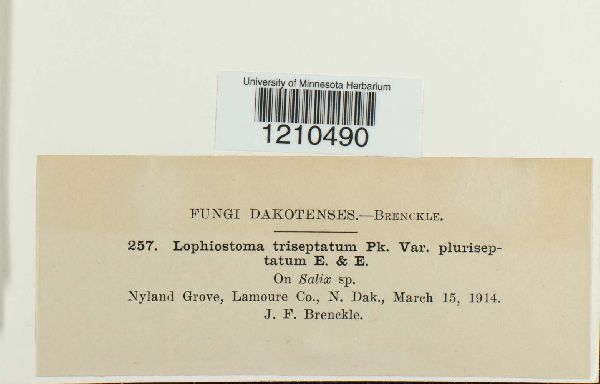 University of Minnesota Herbarium
1210490
FUNGI DAKOTENSES.—BRENCKLE.
257. Lophiostoma triseptatum Pk. Var. plurisep-
tatum E. & E.
On Salix sp.
Nyland Grove, Lamoure Co., N. Dak., March 15, 1914.
J. F. Brenckle.